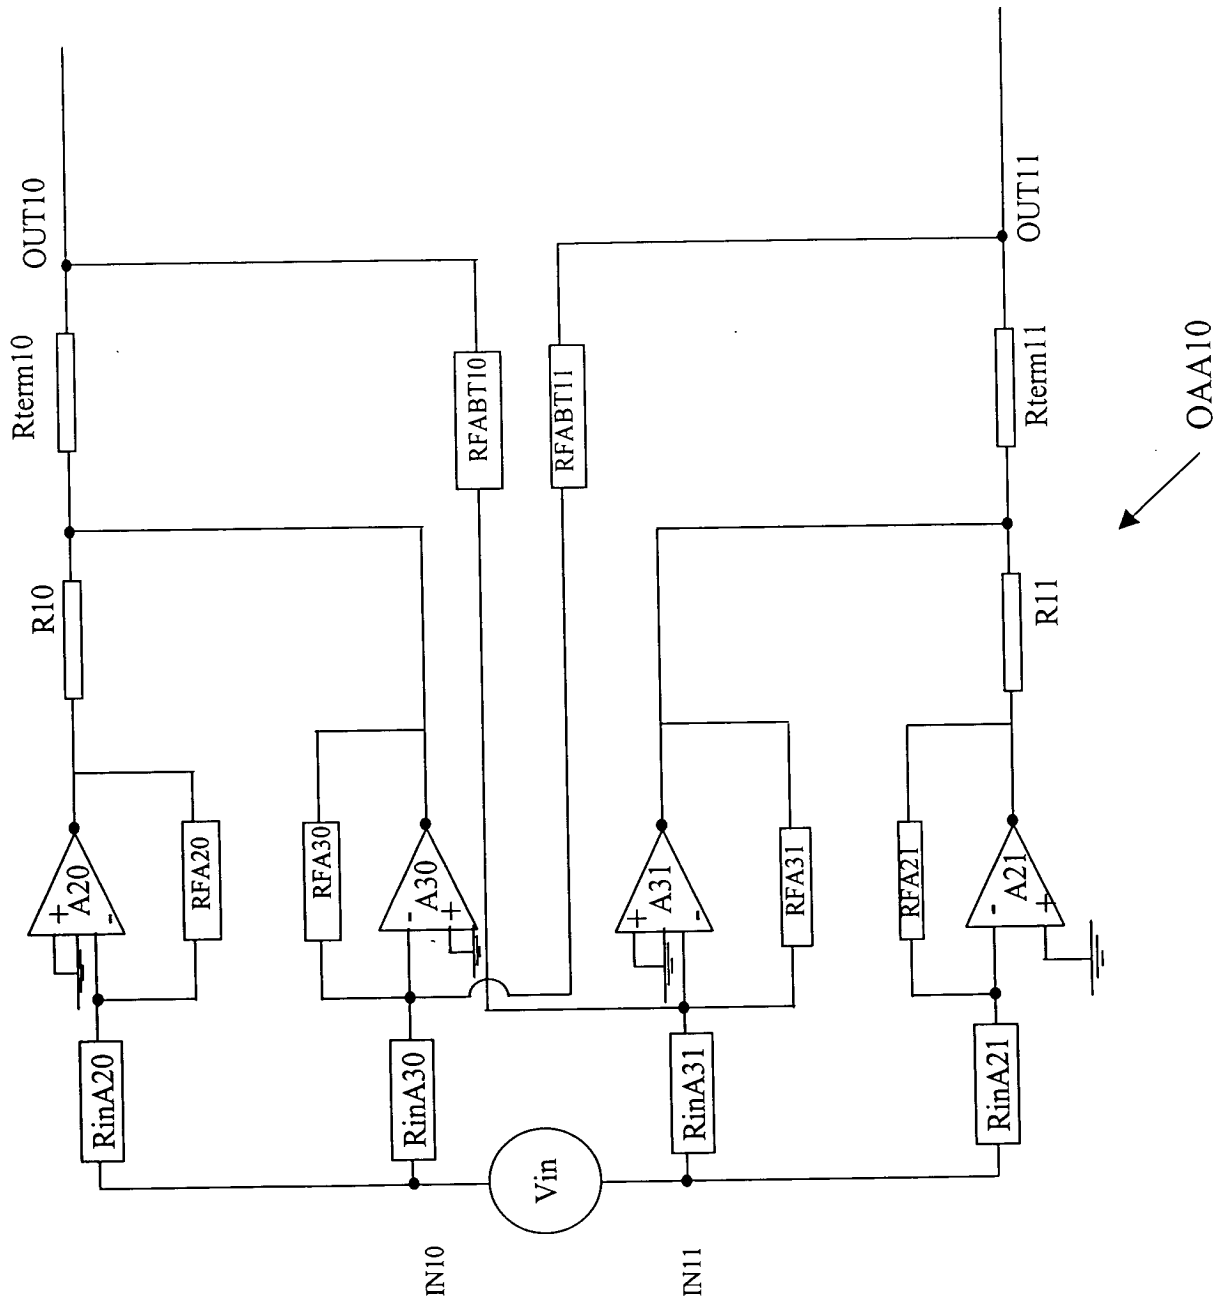 OUT10
Rterm10
R10
A20
+
-
RFA20
RinA20
RFABT10
RFA30
A30
-
+
RinA30
IN10
Vin
IN11
RFABT11
A31
+
-
RFA31
RinA31
OUT11
Rterm11
R11
RFA21
A21
-
+
RinA21
OAA10